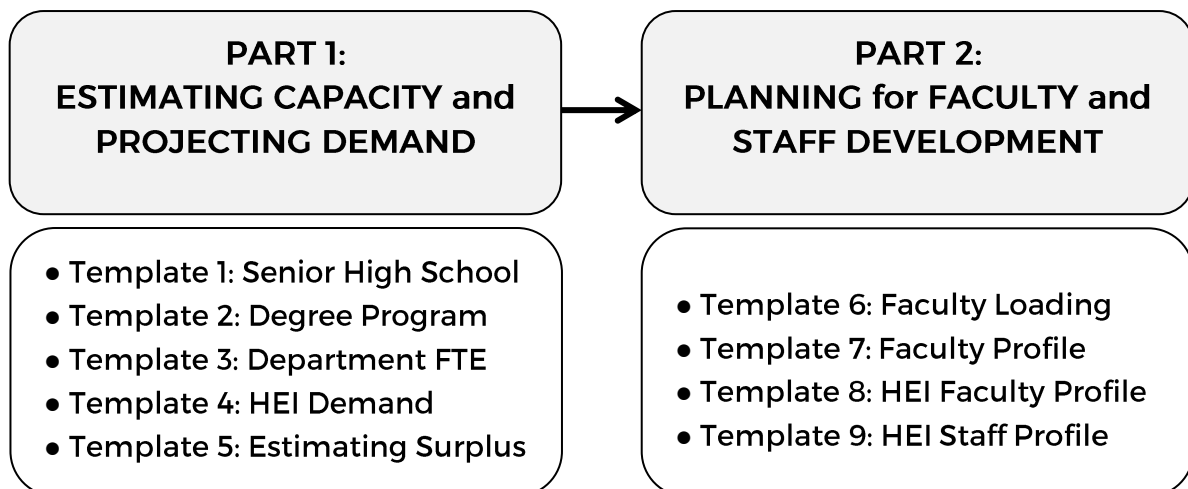 PART 1:
ESTIMATING CAPACITY and
PROJECTING DEMAND
• Template 1: Senior High School
• Template 2: Degree Program
• Template 3: Department FTE
• Template 4: HEI Demand
• Template 5: Estimating Surplus
PART 2:
PLANNING for FACULTY and
STAFF DEVELOPMENT
• Template 6: Faculty Loading
• Template 7: Faculty Profile
• Template 8: HEI Faculty Profile
• Template 9: HEI Staff Profile